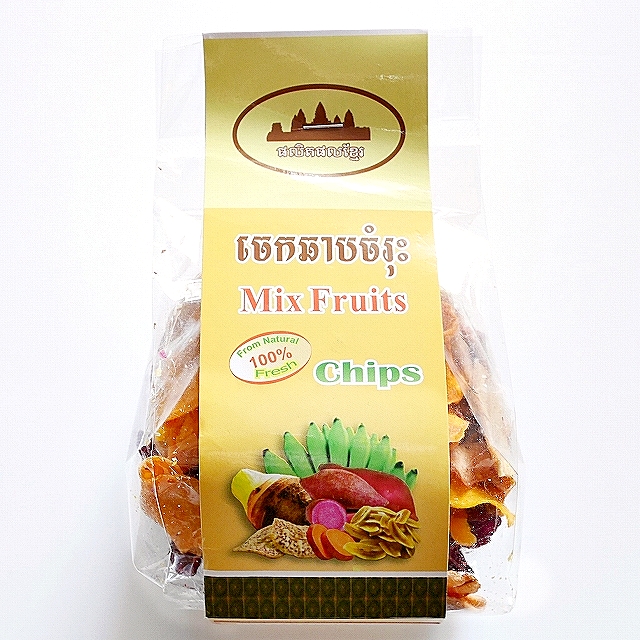 ផលិតផលខ្មែរ
ចេកឆាបចំរុះ
Mix Fruits
From Natural
100%
Fresh
Chips